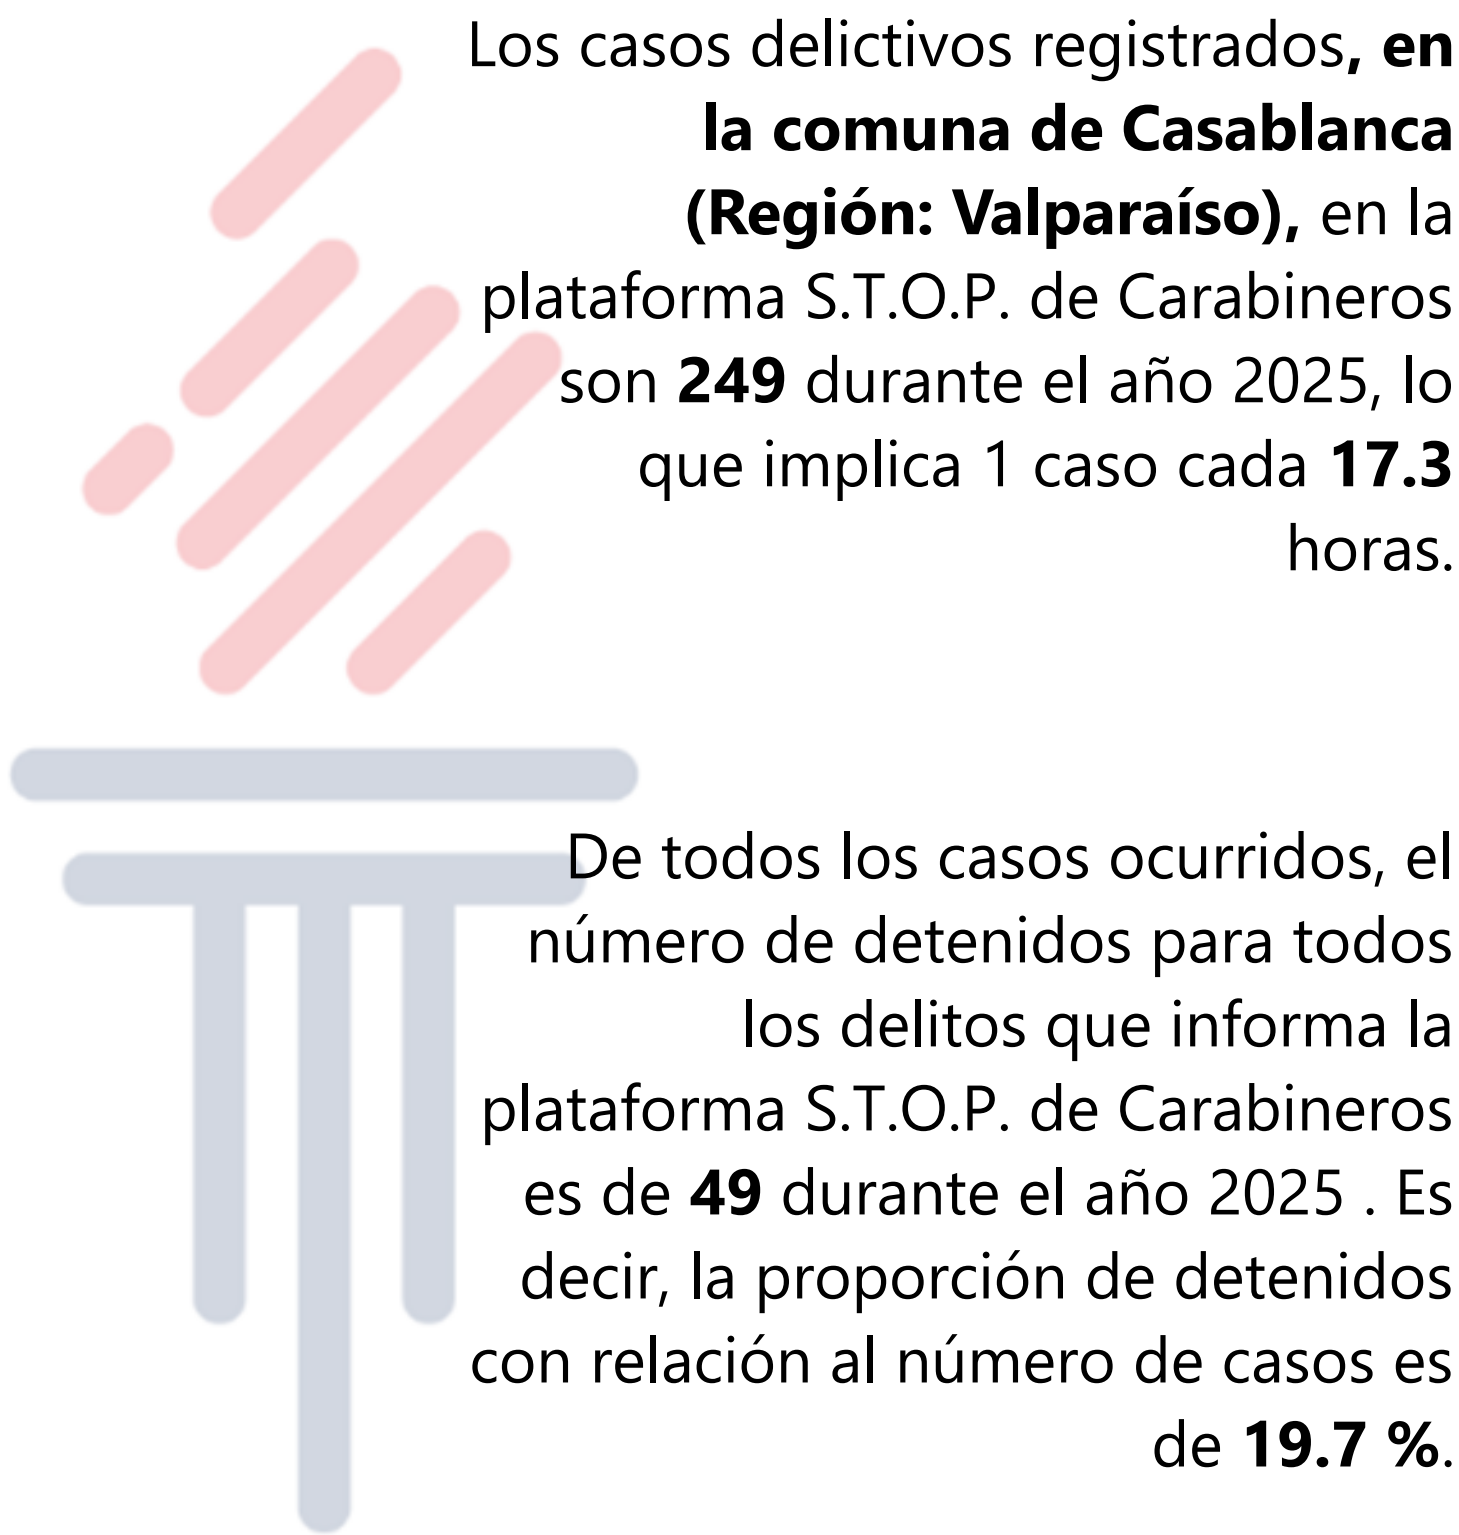 Los casos delictivos registrados, en
la comuna de Casablanca
(Región: Valparaíso), en la
plataforma S.T.O.P. de Carabineros
son 249 durante el año 2025, lo
que implica 1 caso cada 17.3
horas.
De todos los casos ocurridos, el
número de detenidos para todos
los delitos que informa la
plataforma S.T.O.P. de Carabineros
es de 49 durante el año 2025 . Es
decir, la proporción de detenidos
con relación al número de casos es
de 19.7 %.